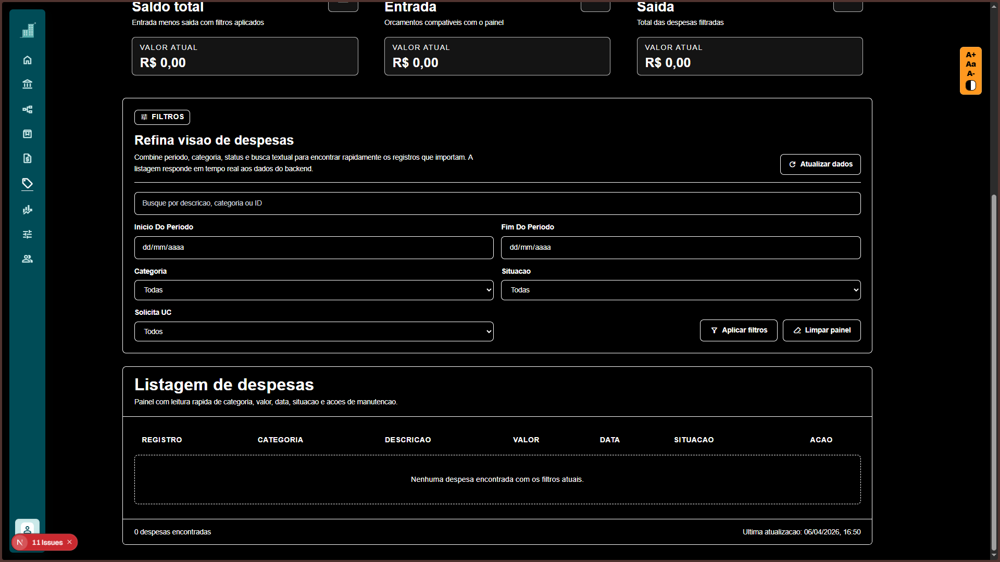 Saldo total
Entrada menos saida com filtros aplicados
VALOR ATUAL
R$ 0,00
Entrada
Orcamentos compativeis com o painel
VALOR ATUAL
R$ 0,00
Saida
Total das despesas filtradas
VALOR ATUAL
R$ 0,00
A+
Aa
A-
FILTROS
Refina visao de despesas
Combine periodo, categoria, status e busca textual para encontrar rapidamente os registros que importam. A
listagem responde em tempo real aos dados do backend.
Atualizar dados
Busque por descricao, categoria ou ID
Inicio Do Periodo
Fim Do Periodo
dd/mm/aaaa
dd/mm/aaaa
Categoria
Situacao
Todas
Todas
Solicita UC
Todos
Aplicar filtros
Limpar painel
Listagem de despesas
Painel com leitura rapida de categoria, valor, data, situacao e acoes de manutencao.
REGISTRO CATEGORIA DESCRICAO VALOR DATA SITUACAO ACAO
Nenhuma despesa encontrada com os filtros atuais.
0 despesas encontradas
Ultima atualizacao: 06/04/2026, 16:50
N 11 Issues